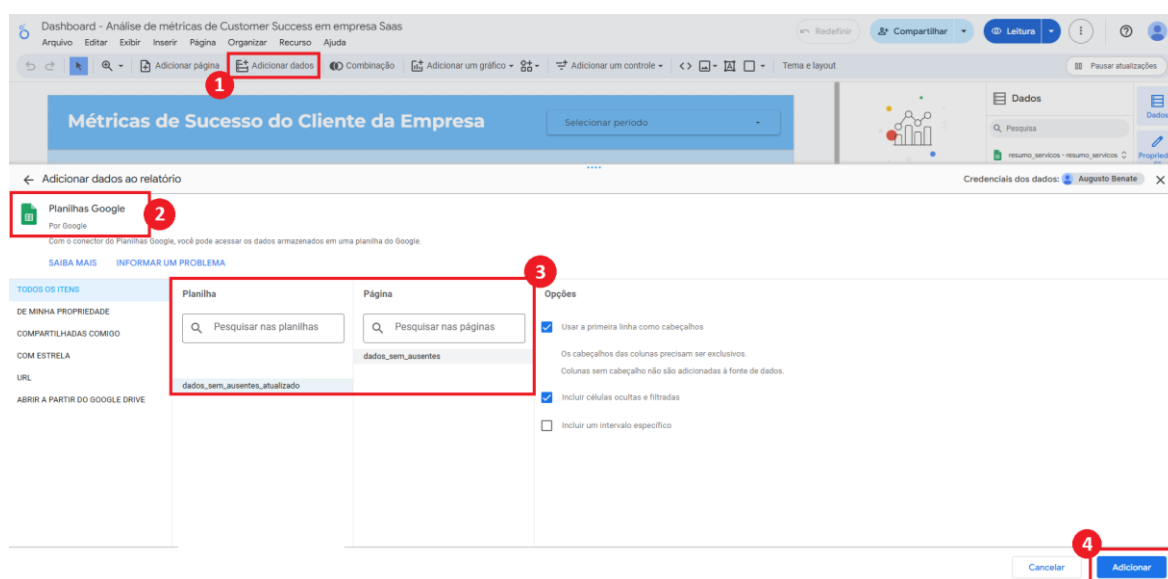 Dashboard - Análise de métricas de Customer Success em empresa Saas
Arquivo Editar Exibir Inserir Página Organizar Recurso Ajuda
Redefinir
Compartilhar
Leitura
Adicionar página
Adicionar dados
Combinação
Adicionar um gráfico
Adicionar um controle
Tema e layout
Pausar atualizações
1
Métricas de Sucesso do Cliente da Empresa
Selecionar período
Dados
Pesquisa
resumo_servicos - resumo_servicos
Dados
Propried
Adicionar dados ao relatório
Credenciais dos dados: Augusto Benate
Planilhas Google
Por Google
2
Com o conector do Planilhas Google, você pode acessar os dados armazenados em uma planilha do Google.
SAIBA MAIS INFORMAR UM PROBLEMA
3
TODOS OS ITENS
DE MINHA PROPRIEDADE
COMPARTILHADAS COMIGO
COM ESTRELA
URL
ABRIR A PARTIR DO GOOGLE DRIVE
Planilha
Pesquisar nas planilhas
dados_sem_ausentes_atualizado
Página
Pesquisar nas páginas
dados_sem_ausentes
Opções
Usar a primeira linha como cabeçalhos
Os cabeçalhos das colunas precisam ser exclusivos.
Colunas sem cabeçalho não são adicionadas à fonte de dados.
Incluir células ocultas e filtradas
Incluir um intervalo específico
4
Cancelar
Adicionar